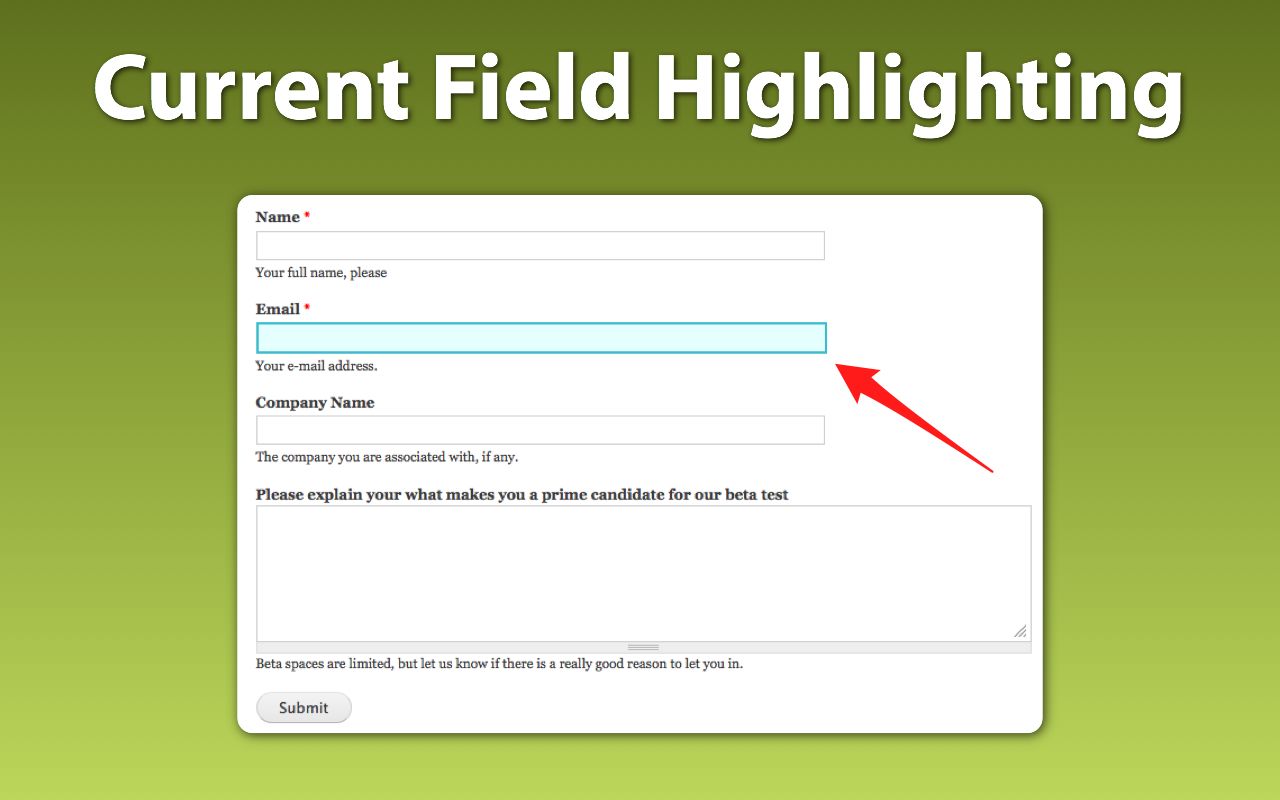 Current Field Highlighting
Name *
Your full name, please
Email *
Your e-mail address.
Company Name
The company you are associated with, if any.
Please explain your what makes you a prime candidate for our beta test
Beta spaces are limited, but let us know if there is a really good reason to let you in.
Submit